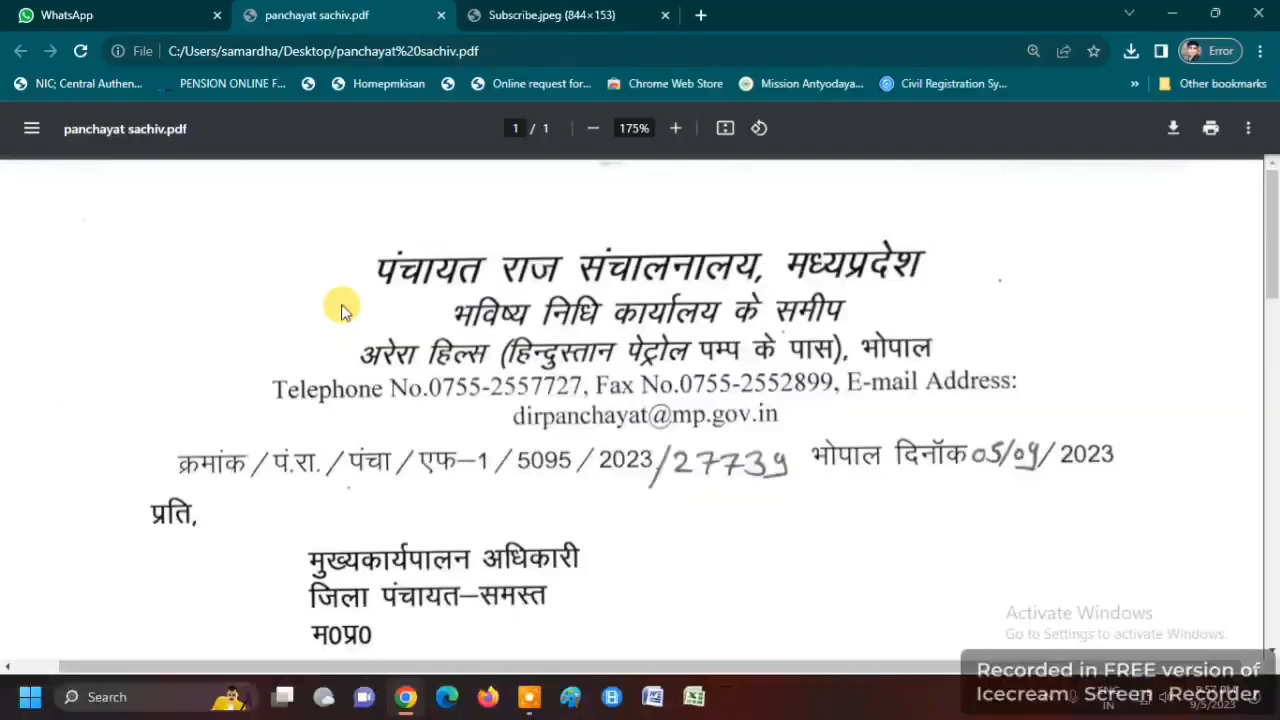 WhatsApp
panchayat sachiv.pdf
Subscribe.jpeg (844×153)
File
C:/Users/samardha/Desktop/panchayat%20sachiv.pdf
Error
NIC; Central Authen...
PENSION ONLINE F...
Homepmkisan
Online request for...
Chrome Web Store
Mission Antyodaya...
Civil Registration Sy...
»
Other bookmarks
panchayat sachiv.pdf
1 / 1
175%
पंचायत राज संचालनालय, मध्यप्रदेश
भविष्य निधि कार्यालय के समीप
अरेरा हिल्स (हिन्दुस्तान पेट्रोल पम्प के पास), भोपाल
Telephone No.0755-2557727, Fax No.0755-2552899, E-mail Address:
dirpanchayat@mp.gov.in
क्रमांक/पं.रा./पंचा/एफ–1/5095/2023/27739 भोपाल दिनॉक 05/09/2023
प्रति,
मुख्यकार्यपालन अधिकारी
जिला पंचायत–समस्त
म0प्र0
Activate Windows
Go to Settings to activate Windows.
Recorded in FREE version of
Icecream Screen Recorder
Search
ENG
IN
9/5/2023